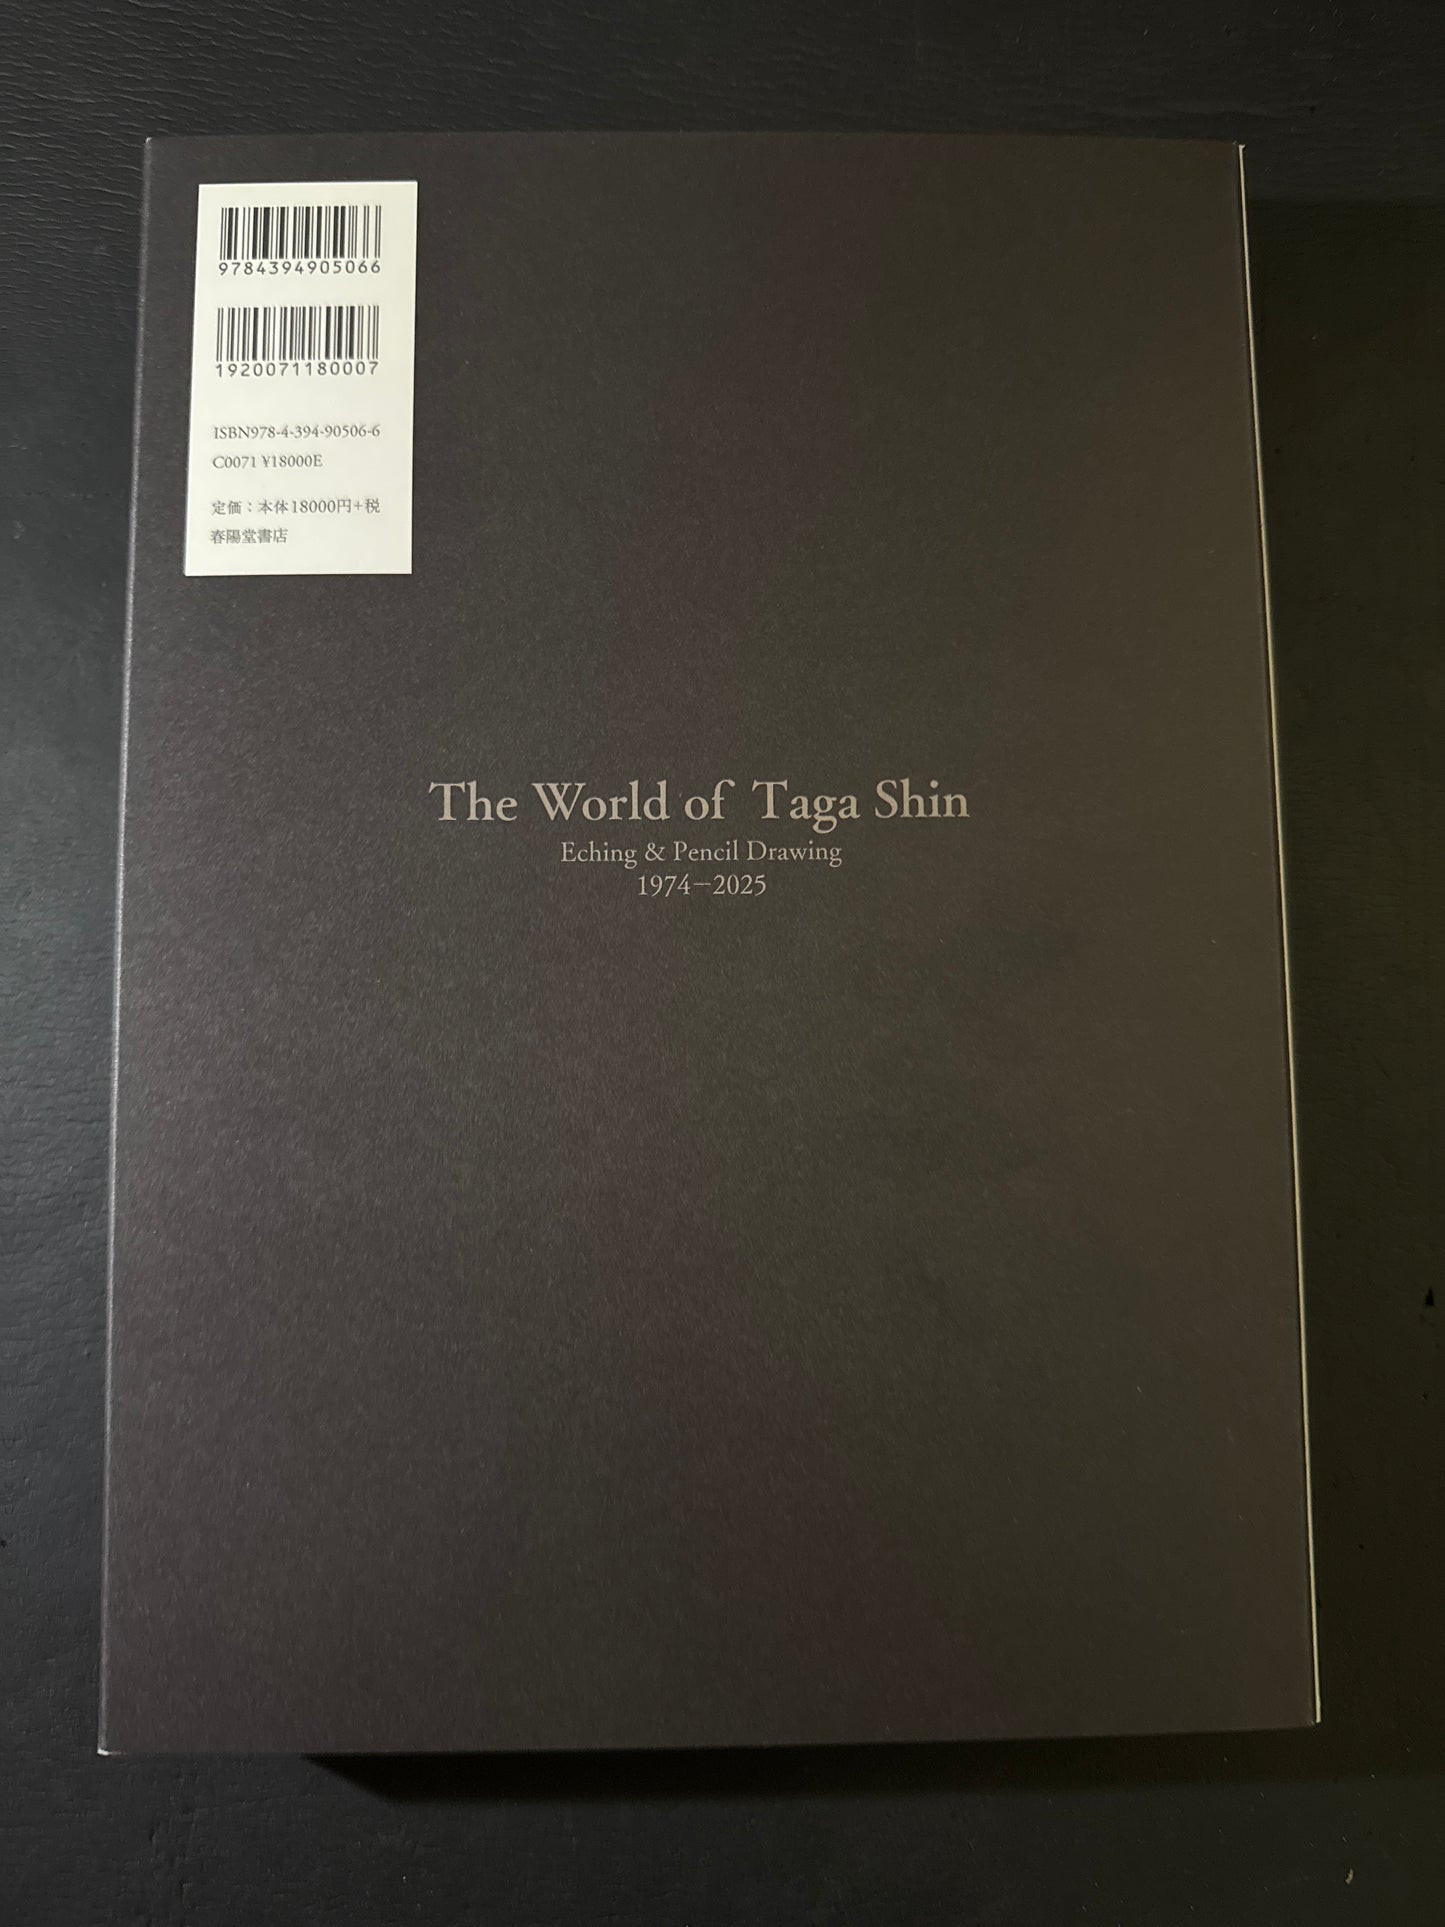 9784394905066
1920071180007
ISBN978-4-394-90506-6
C0071 ¥18000E
定価：本体18000円+税
春陽堂書店
The World of Taga Shin
Eching & Pencil Drawing
1974–2025